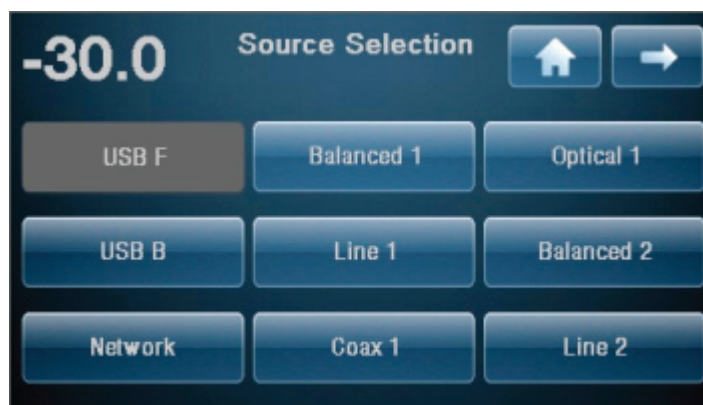 -30.0 Source Selection
USB F Balanced 1 Optical 1
USB B Line 1 Balanced 2
Network Coax 1 Line 2